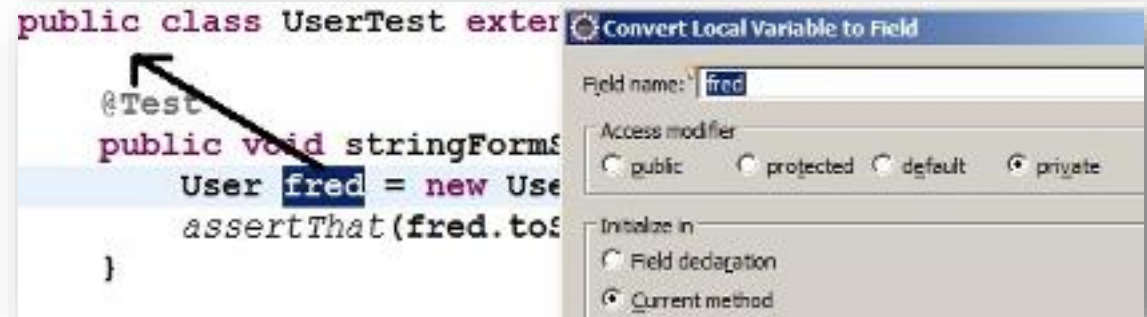 public class UserTest exten
@Test
public void stringFormS
User fred = new Use
assertThat(fred.toS
}
Convert Local Variable to Field
Field name: fred
Access modifier
public protected default private
Initialize in
Field declaration
Current method